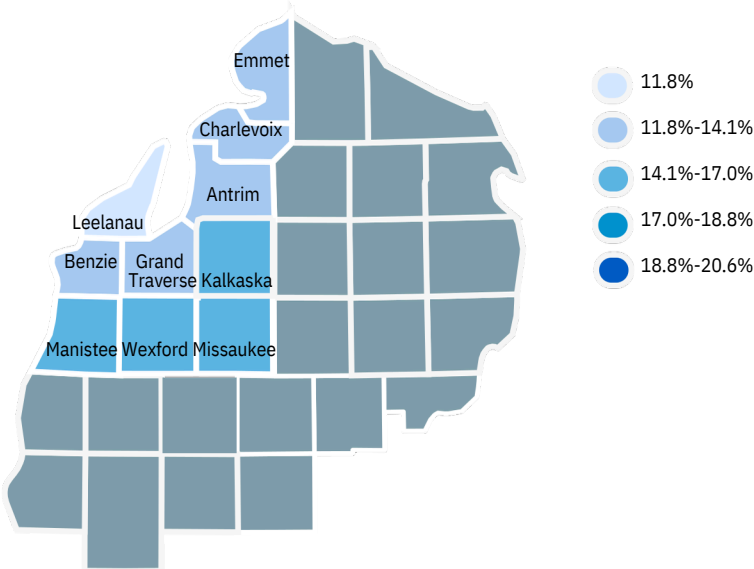 Emmet
Charlevoix
Antrim
Leelanau
Benzie
Grand
Traverse
Kalkaska
Manistee
Wexford
Missaukee
11.8%
11.8%-14.1%
14.1%-17.0%
17.0%-18.8%
18.8%-20.6%